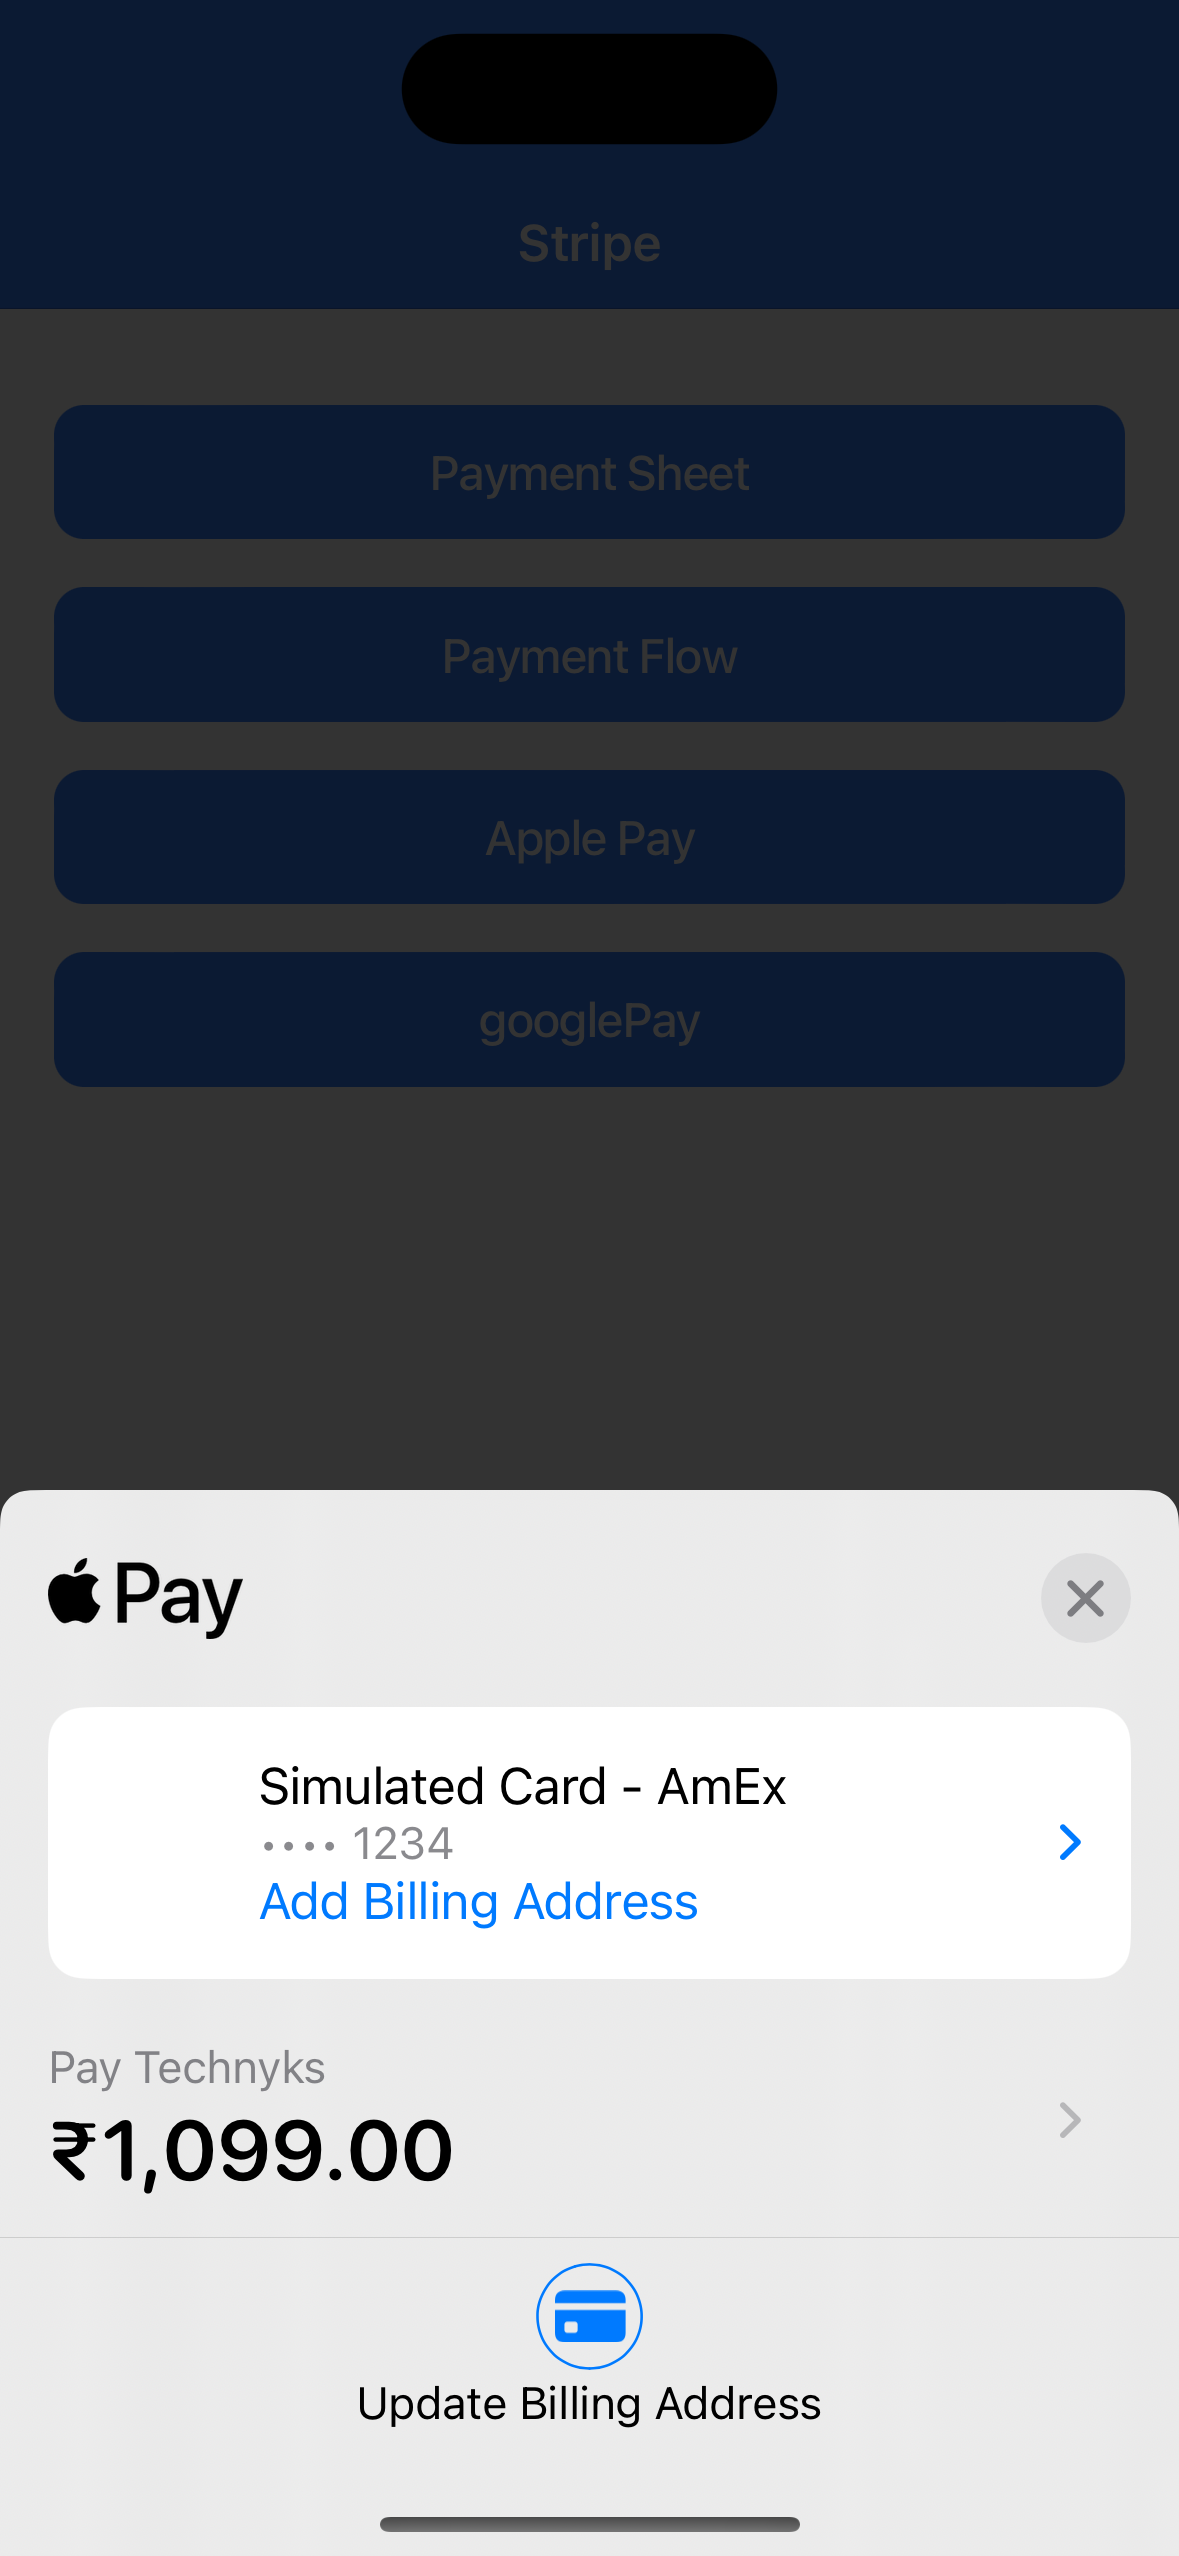 Stripe
Payment Sheet
Payment Flow
Apple Pay
googlePay
Pay
Simulated Card - AmEx
•••• 1234
Add Billing Address
Pay Technyks
₹1,099.00
Update Billing Address